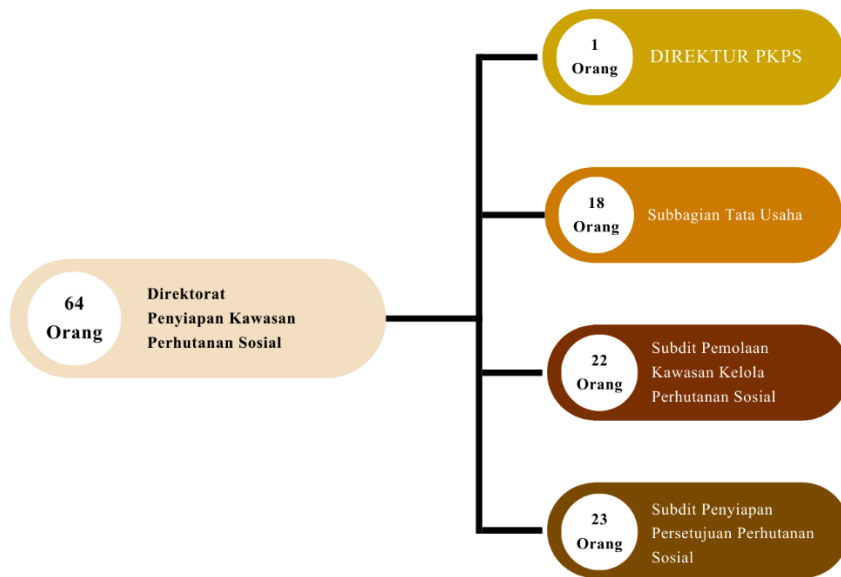 64
Orang
Direktorat
Penyiapan Kawasan
Perhutanan Sosial
1
Orang
DIREKTUR PKPS
18
Orang
Subbagian Tata Usaha
22
Orang
Subdit Pemolaan
Kawasan Kelola
Perhutanan Sosial
23
Orang
Subdit Penyiapan
Persetujuan Perhutanan
Sosial